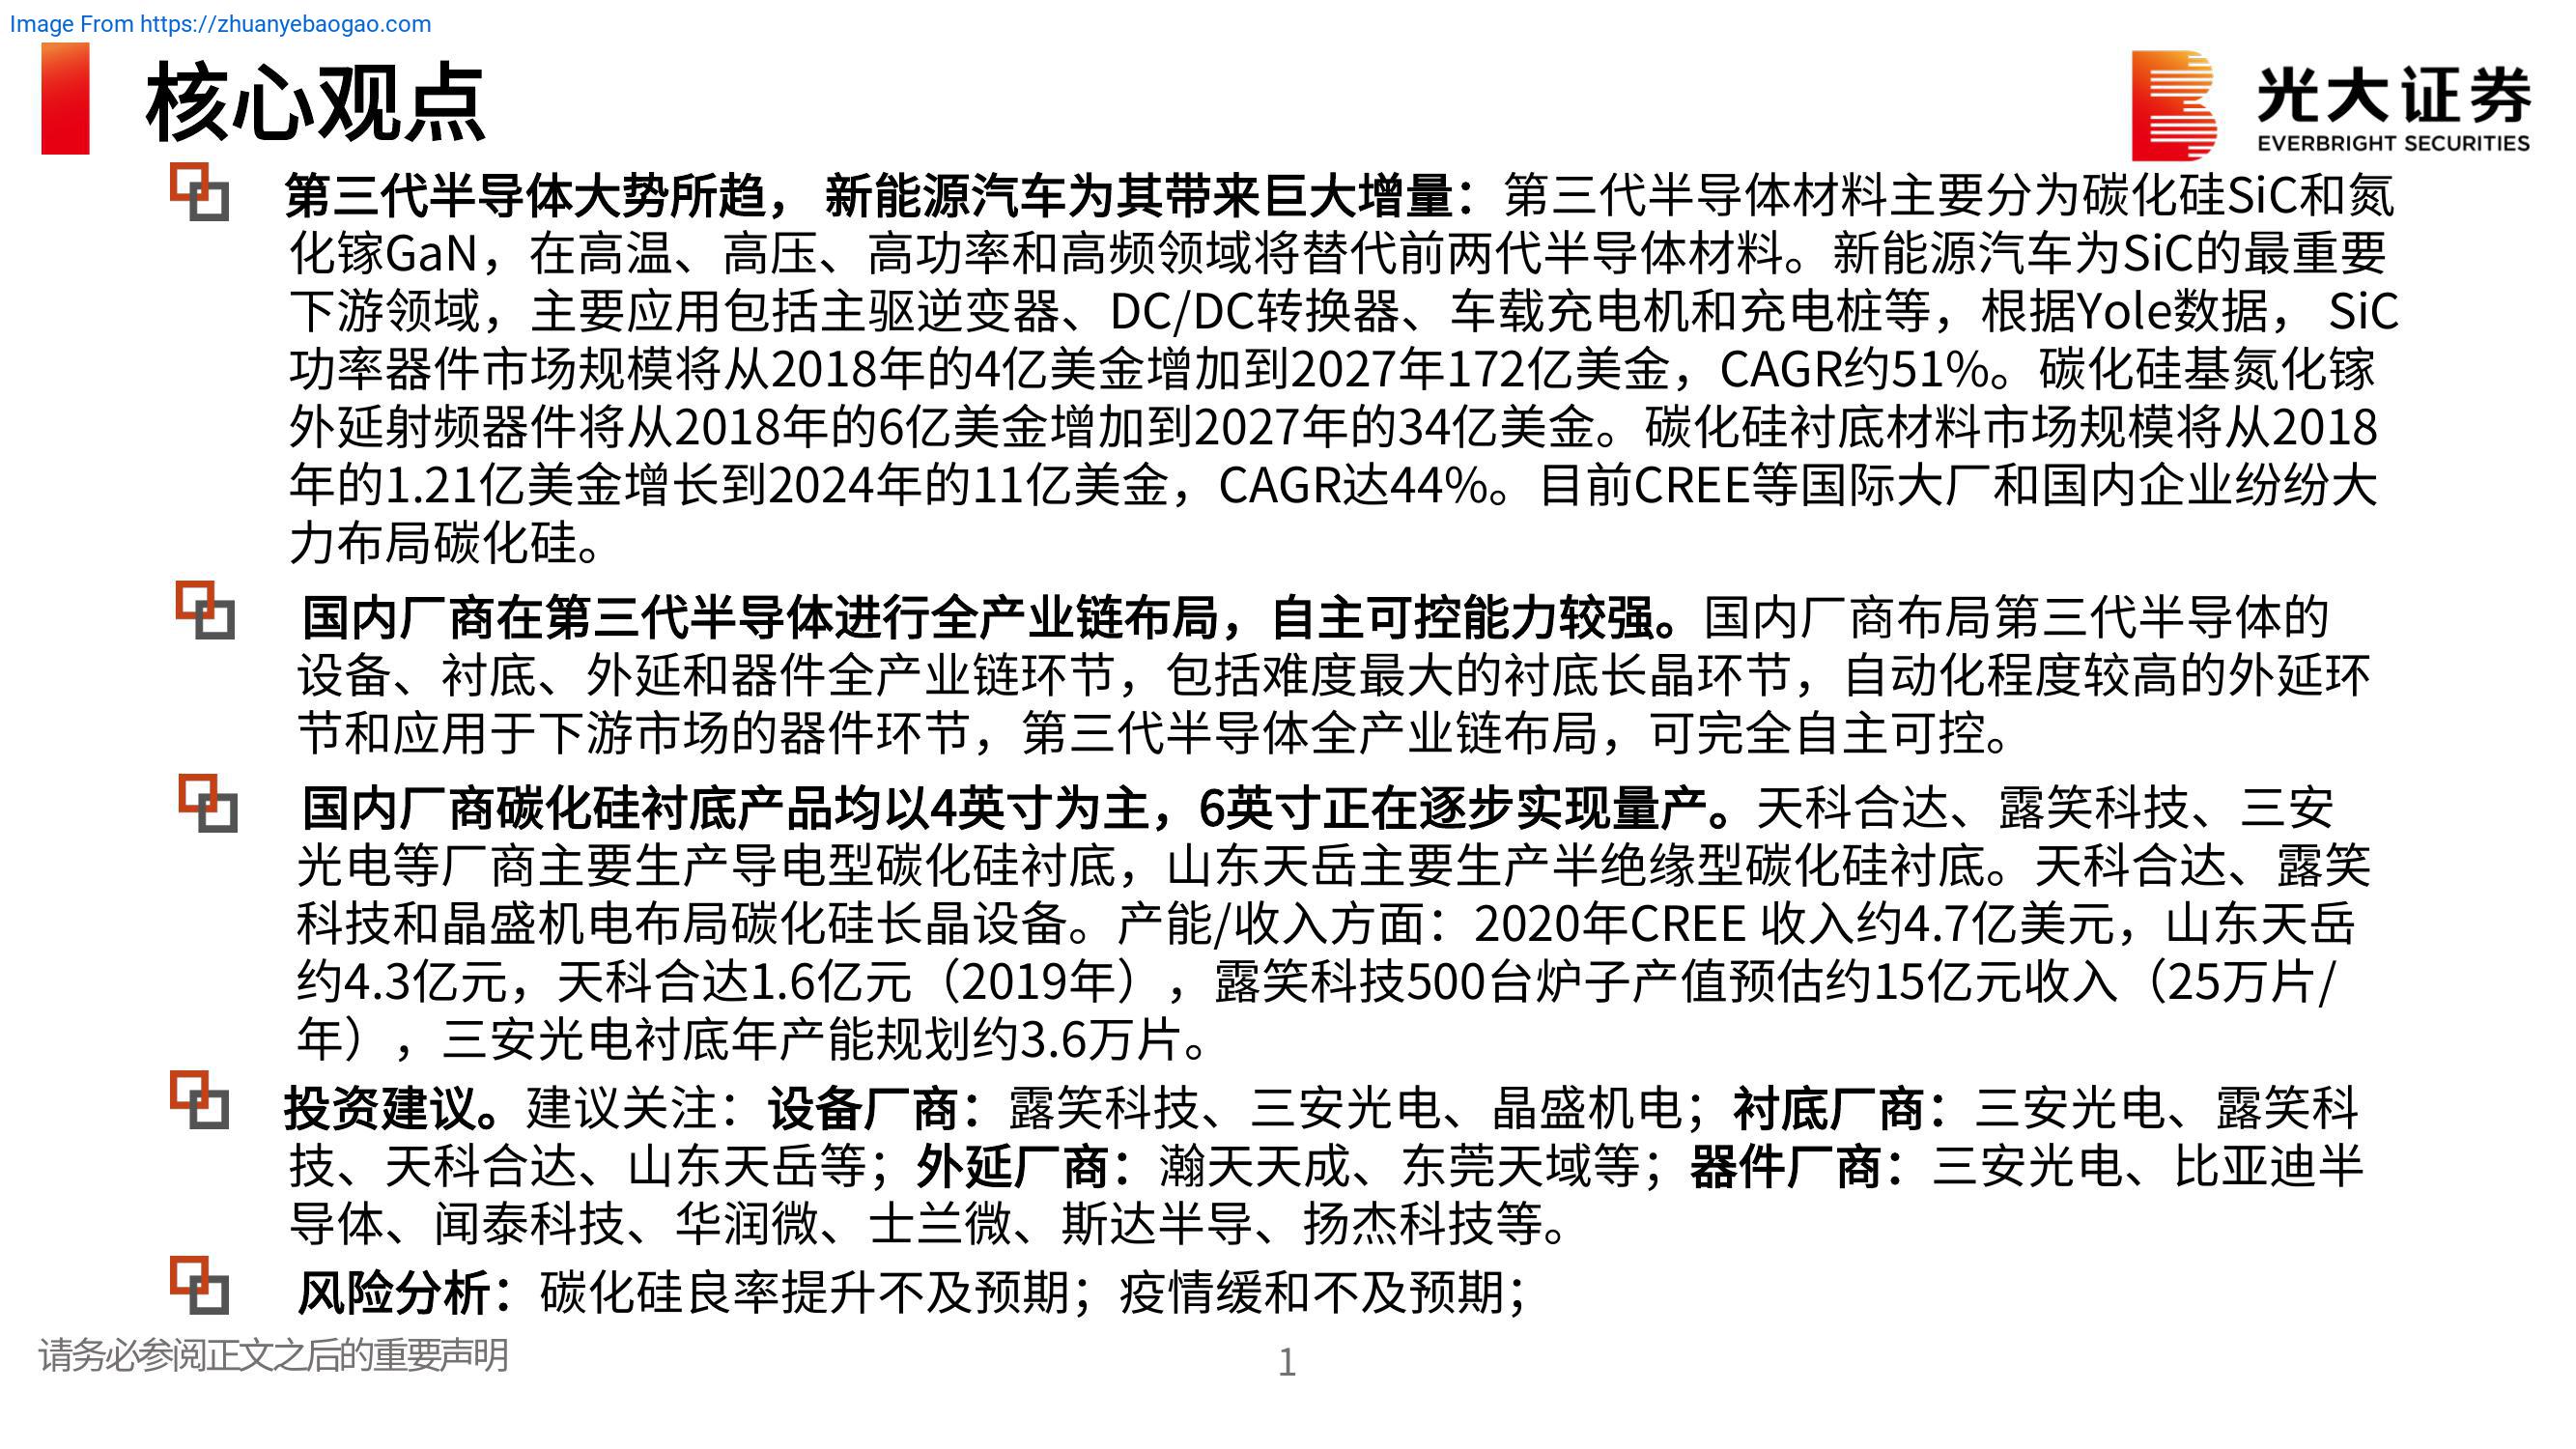 Image From https://zhuanyebaogao.com
核心观点
光大证券
EVERBRIGHT SECURITIES
第三代半导体大势所趋， 新能源汽车为其带来巨大增量：第三代半导体材料主要分为碳化硅SiC和氮
化镓GaN，在高温、高压、高功率和高频领域将替代前两代半导体材料。新能源汽车为SiC的最重要
下游领域，主要应用包括主驱逆变器、DC/DC转换器、车载充电机和充电桩等，根据Yole数据， SiC
功率器件市场规模将从2018年的4亿美金增加到2027年172亿美金，CAGR约51%。碳化硅基氮化镓
外延射频器件将从2018年的6亿美金增加到2027年的34亿美金。碳化硅衬底材料市场规模将从2018
年的1.21亿美金增长到2024年的11亿美金，CAGR达44%。目前CREE等国际大厂和国内企业纷纷大
力布局碳化硅。
国内厂商在第三代半导体进行全产业链布局，自主可控能力较强。国内厂商布局第三代半导体的
设备、衬底、外延和器件全产业链环节，包括难度最大的衬底长晶环节，自动化程度较高的外延环
节和应用于下游市场的器件环节，第三代半导体全产业链布局，可完全自主可控。
国内厂商碳化硅衬底产品均以4英寸为主，6英寸正在逐步实现量产。天科合达、露笑科技、三安
光电等厂商主要生产导电型碳化硅衬底，山东天岳主要生产半绝缘型碳化硅衬底。天科合达、露笑
科技和晶盛机电布局碳化硅长晶设备。产能/收入方面：2020年CREE 收入约4.7亿美元，山东天岳
约4.3亿元，天科合达1.6亿元（2019年），露笑科技500台炉子产值预估约15亿元收入（25万片/
年），三安光电衬底年产能规划约3.6万片。
投资建议。建议关注：设备厂商：露笑科技、三安光电、晶盛机电；衬底厂商：三安光电、露笑科
技、天科合达、山东天岳等；外延厂商：瀚天天成、东莞天域等；器件厂商：三安光电、比亚迪半
导体、闻泰科技、华润微、士兰微、斯达半导、扬杰科技等。
风险分析：碳化硅良率提升不及预期；疫情缓和不及预期；
请务必参阅正文之后的重要声明
1